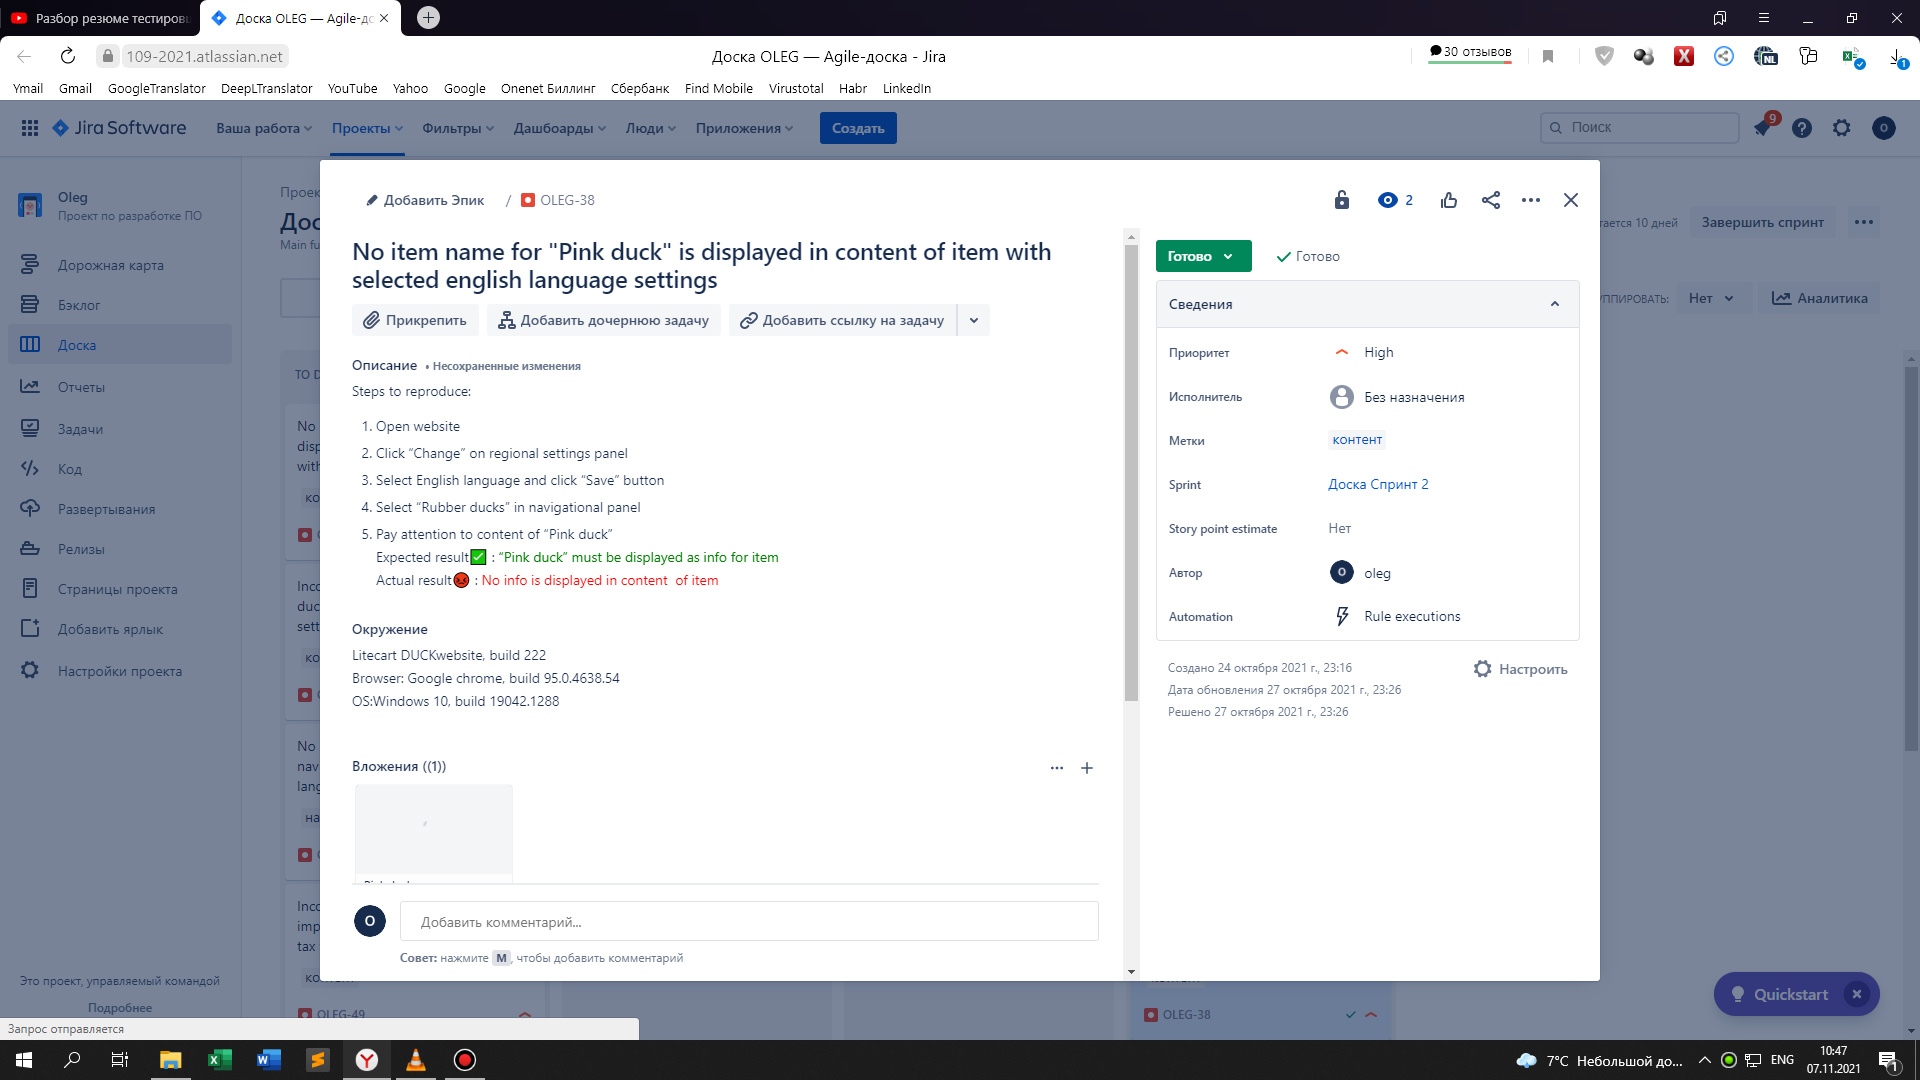 Разбор резюме тестировщ
Доска OLEG — Agile-до
109-2021.atlassian.net
Доска OLEG — Agile-доска - Jira
30 отзывов
Ymail Gmail GoogleTranslator DeepLTranslator YouTube Yahoo Google Onenet Биллинг Сбербанк Find Mobile Virustotal Habr LinkedIn
Jira Software Ваша работа Проекты Фильтры Дашборды Люди Приложения Создать Поиск 9
Oleg
Проект по разработке ПО
Дорожная карта
Бэклог
Доска
Отчеты
Задачи
Код
Развертывания
Релизы
Страницы проекта
Добавить ярлык
Настройки проекта
Это проект, управляемый командой
Подробнее
Запрос отправляется
Добавить Эпик / OLEG-38
2
No item name for "Pink duck" is displayed in content of item with
selected english language settings
Прикрепить Добавить дочернюю задачу Добавить ссылку на задачу
Описание • Несохраненные изменения
Steps to reproduce:
1. Open website
2. Click “Change” on regional settings panel
3. Select English language and click “Save” button
4. Select “Rubber ducks” in navigational panel
5. Pay attention to content of “Pink duck”
Expected result✅ : “Pink duck” must be displayed as info for item
Actual result😡 : No info is displayed in content of item
Окружение
Litecart DUCKwebsite, build 222
Browser: Google chrome, build 95.0.4638.54
OS:Windows 10, build 19042.1288
Вложения ((1))
O Добавить комментарий...
Совет: нажмите M, чтобы добавить комментарий
Готово Готово
Сведения
Приоритет High
Исполнитель Без назначения
Метки контент
Sprint Доска Спринт 2
Story point estimate Нет
Автор O oleg
Automation Rule executions
Создано 24 октября 2021 г., 23:16
Дата обновления 27 октября 2021 г., 23:26
Решено 27 октября 2021 г., 23:26
Настроить
10 дней Завершить спринт
Нет Аналитика
OLEG-49
OLEG-38
Quickstart
7°C Небольшой до... ENG
10:47
07.11.2021
1